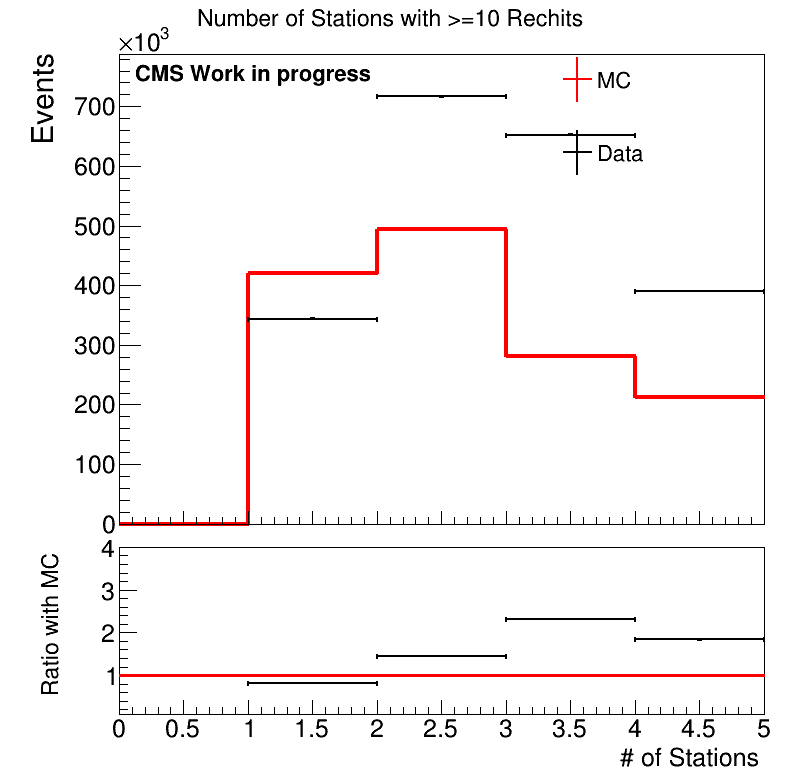 Number of Stations with >=10 Rechits
×10³
CMS Work in progress
Events
MC
Data
700
600
500
400
300
200
100
0
Ratio with MC
4
3
2
1
0 0.5 1 1.5 2 2.5 3 3.5 4 4.5 5
# of Stations